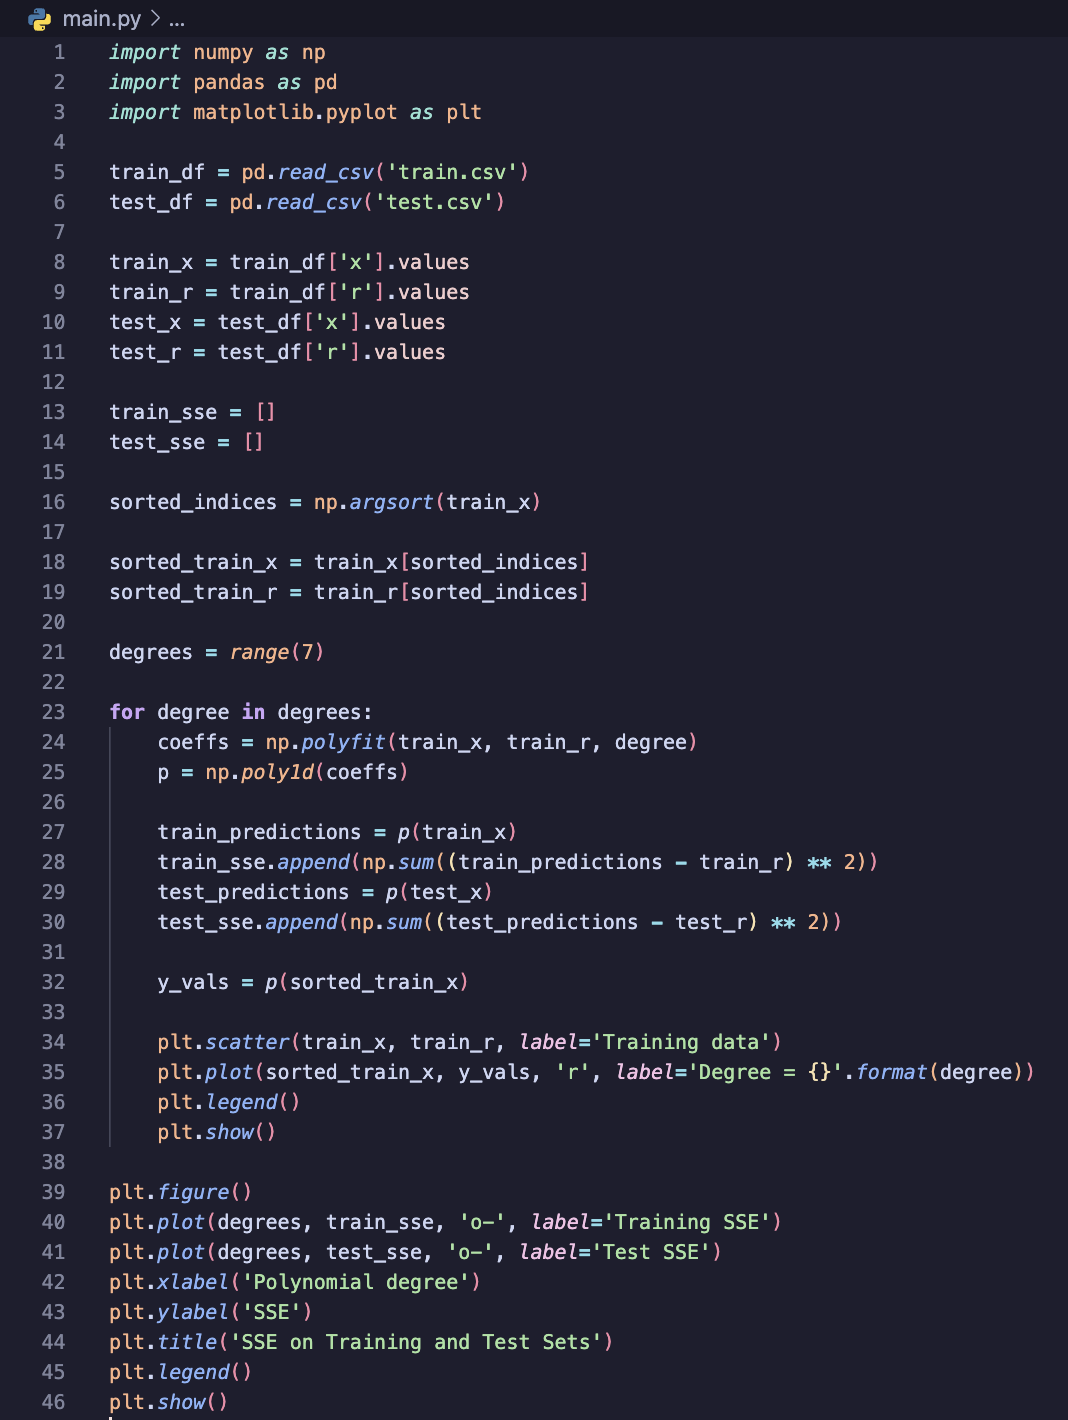 main.py > ...
1 import numpy as np
2 import pandas as pd
3 import matplotlib.pyplot as plt
4
5 train_df = pd.read_csv('train.csv')
6 test_df = pd.read_csv('test.csv')
7
8 train_x = train_df['x'].values
9 train_r = train_df['r'].values
10 test_x = test_df['x'].values
11 test_r = test_df['r'].values
12
13 train_sse = []
14 test_sse = []
15
16 sorted_indices = np.argsort(train_x)
17
18 sorted_train_x = train_x[sorted_indices]
19 sorted_train_r = train_r[sorted_indices]
20
21 degrees = range(7)
22
23 for degree in degrees:
24     coeffs = np.polyfit(train_x, train_r, degree)
25     p = np.poly1d(coeffs)
26
27     train_predictions = p(train_x)
28     train_sse.append(np.sum((train_predictions - train_r) ** 2))
29     test_predictions = p(test_x)
30     test_sse.append(np.sum((test_predictions - test_r) ** 2))
31
32     y_vals = p(sorted_train_x)
33
34     plt.scatter(train_x, train_r, label='Training data')
35     plt.plot(sorted_train_x, y_vals, 'r', label='Degree = {}'.format(degree))
36     plt.legend()
37     plt.show()
38
39 plt.figure()
40 plt.plot(degrees, train_sse, 'o-', label='Training SSE')
41 plt.plot(degrees, test_sse, 'o-', label='Test SSE')
42 plt.xlabel('Polynomial degree')
43 plt.ylabel('SSE')
44 plt.title('SSE on Training and Test Sets')
45 plt.legend()
46 plt.show()